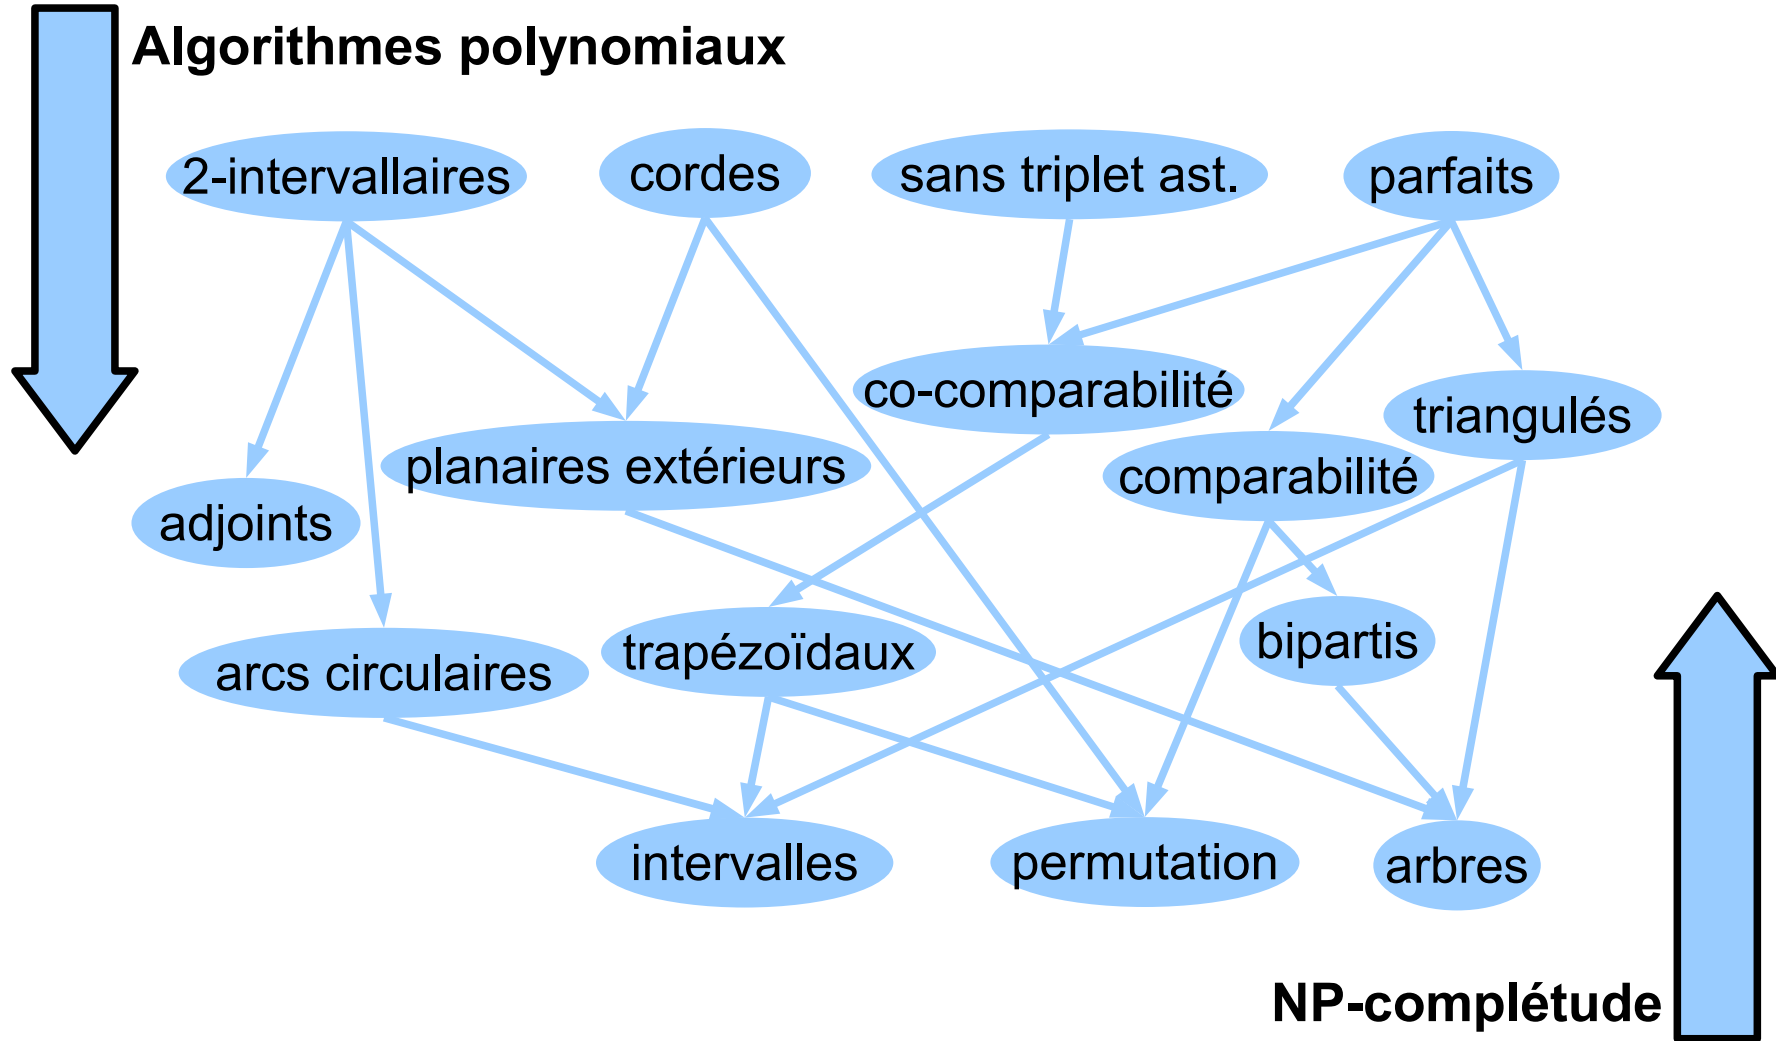 Algorithmes polynomiaux
2-intervallaires
cordes
sans triplet ast.
parfaits
co-comparabilité
triangulés
planaires extérieurs
comparabilité
adjoints
arcs circulaires
trapézoïdaux
bipartis
intervalles
permutation
arbres
NP-complétude